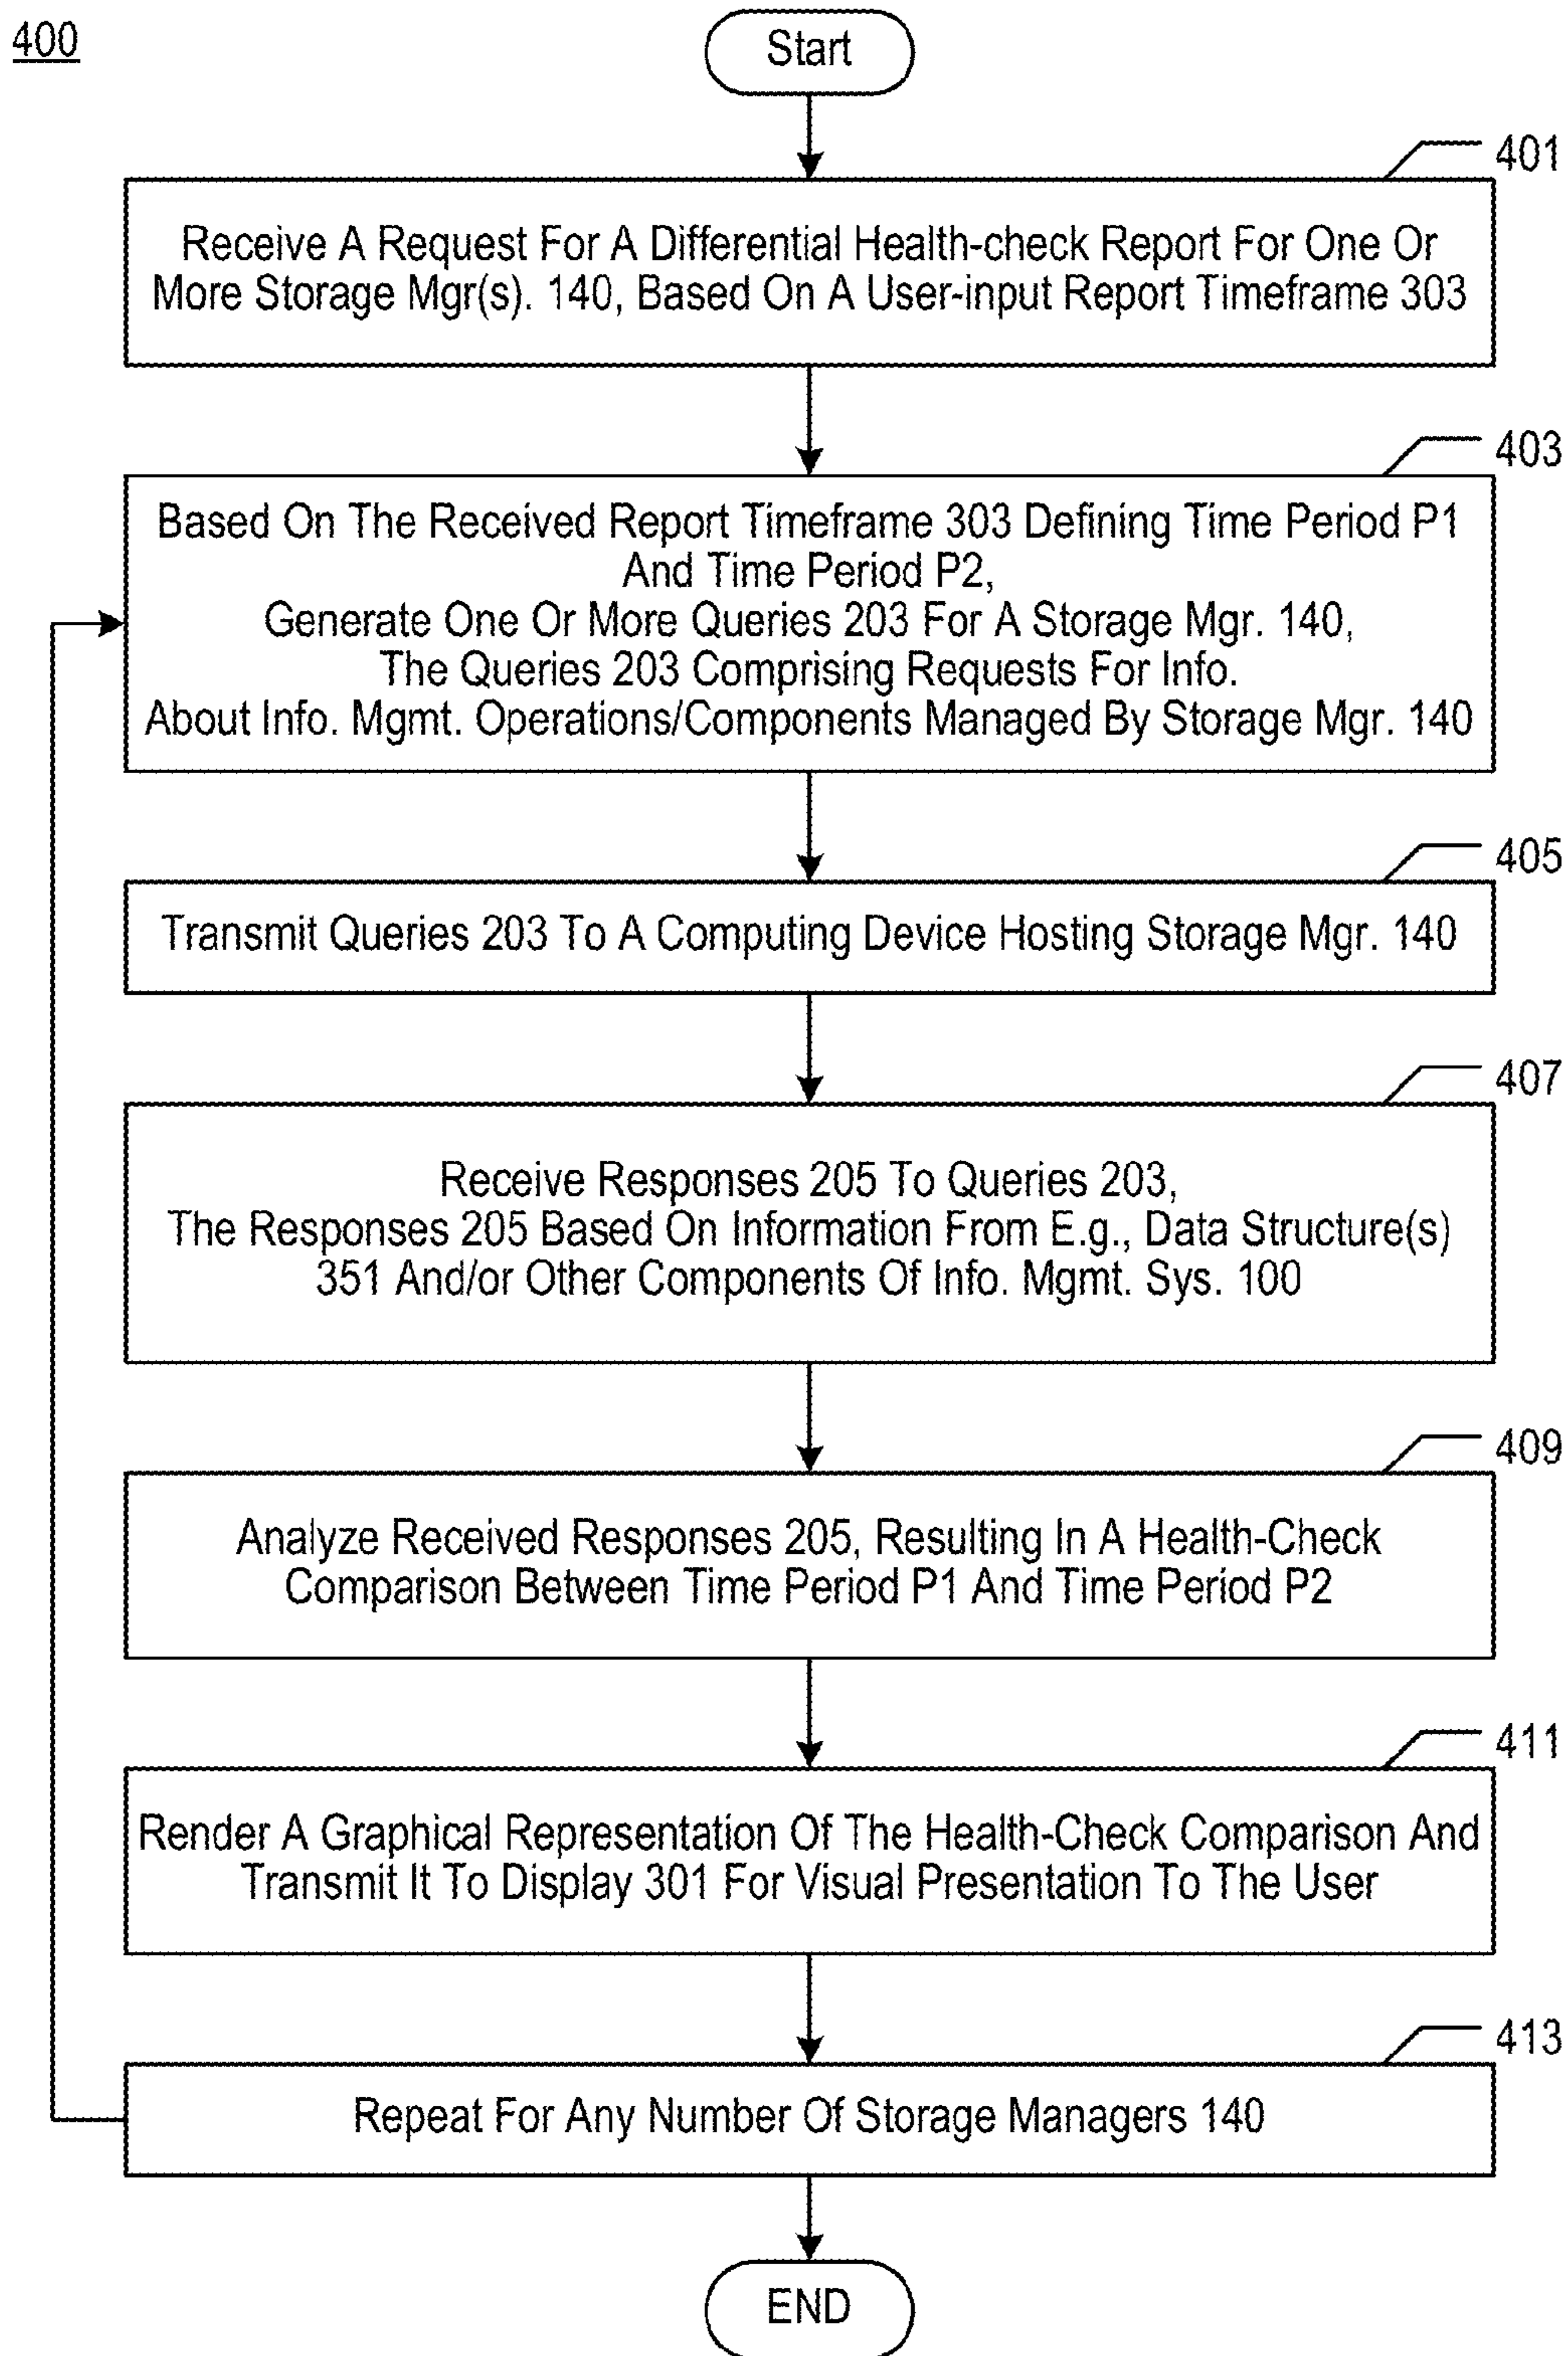 400
Start
401
Receive A Request For A Differential Health-check Report For One Or
More Storage Mgr(s). 140, Based On A User-input Report Timeframe 303
403
Based On The Received Report Timeframe 303 Defining Time Period P1
And Time Period P2,
Generate One Or More Queries 203 For A Storage Mgr. 140,
The Queries 203 Comprising Requests For Info.
About Info. Mgmt. Operations/Components Managed By Storage Mgr. 140
405
Transmit Queries 203 To A Computing Device Hosting Storage Mgr. 140
407
Receive Responses 205 To Queries 203,
The Responses 205 Based On Information From E.g., Data Structure(s)
351 And/or Other Components Of Info. Mgmt. Sys. 100
409
Analyze Received Responses 205, Resulting In A Health-Check
Comparison Between Time Period P1 And Time Period P2
411
Render A Graphical Representation Of The Health-Check Comparison And
Transmit It To Display 301 For Visual Presentation To The User
413
Repeat For Any Number Of Storage Managers 140
END